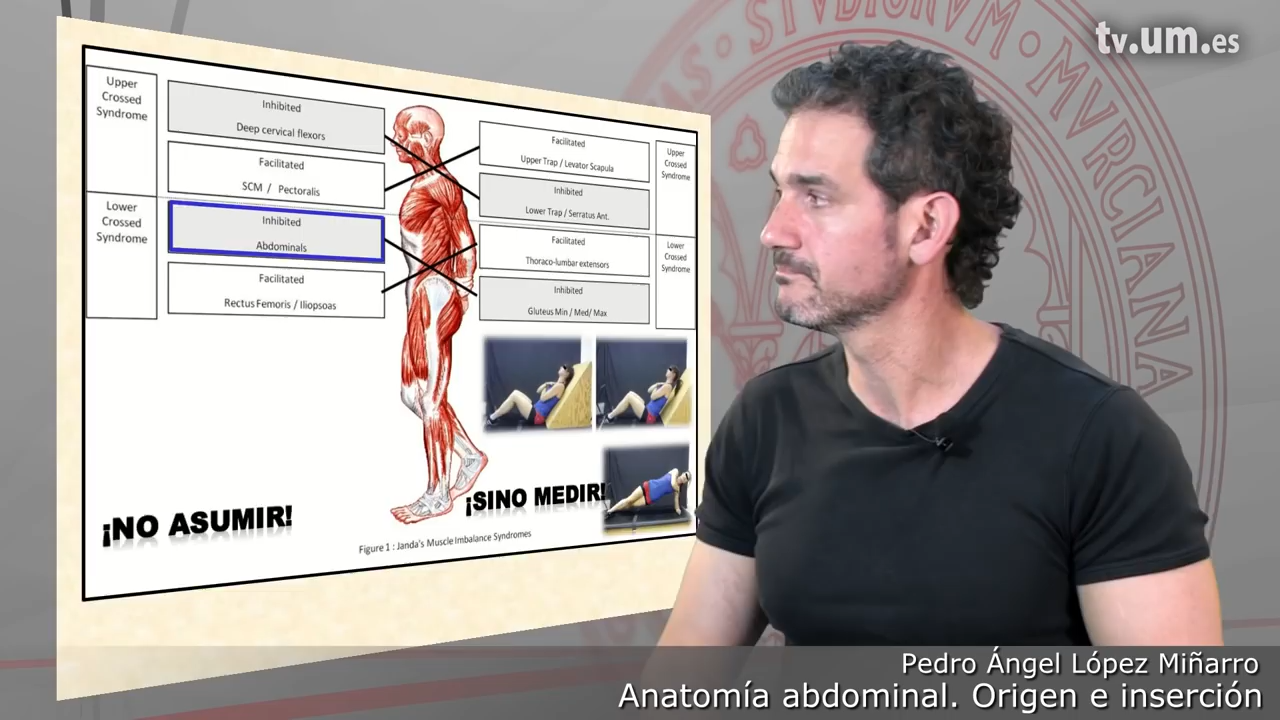 tv.um.es
STVDIORVM
MVRCIANA
Upper
Crossed
Syndrome
Inhibited
Deep cervical flexors
Facilitated
SCM / Pectoralis
Lower
Crossed
Syndrome
Inhibited
Abdominals
Facilitated
Rectus Femoris / Iliopsoas
Facilitated
Upper Trap / Levator Scapula
Inhibited
Lower Trap / Serratus Ant.
Upper
Crossed
Syndrome
Facilitated
Thoraco-lumbar extensors
Inhibited
Gluteus Min / Med/ Max
Lower
Crossed
Syndrome
¡NO ASUMIR!
¡SINO MEDIR!
Figure 1 : Janda's Muscle Imbalance Syndromes
Pedro Ángel López Miñarro
Anatomía abdominal. Origen e inserción